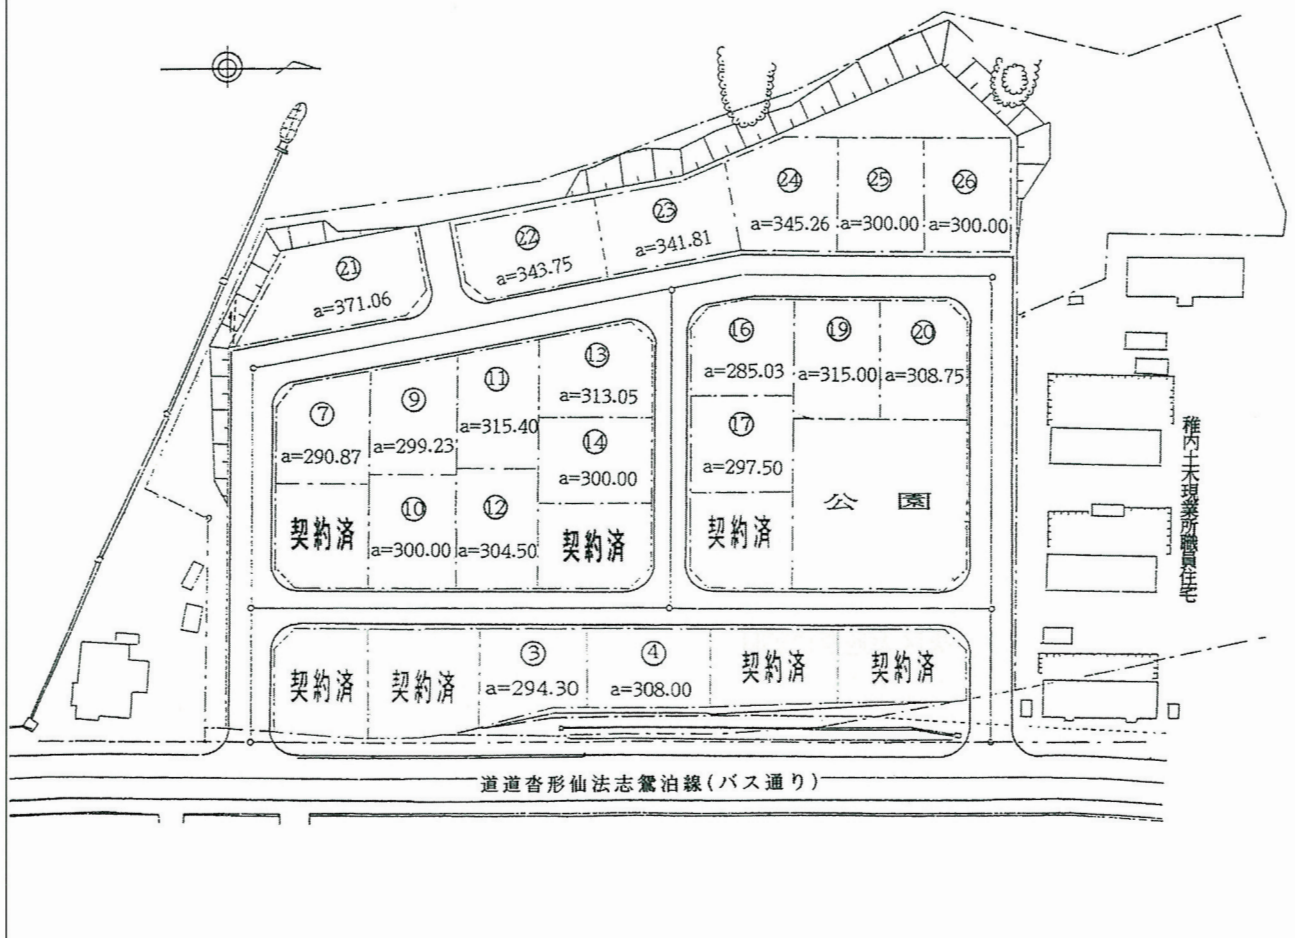 ㉔ ㉕ ㉖
a=345.26 a=300.00 a=300.00
㉓
a=341.81
㉒
a=343.75
㉑
a=371.06
⑯ ⑲ ⑳
a=285.03 a=315.00 a=308.75
⑬
a=313.05
⑪
a=315.40
⑨
a=299.23
⑦
a=290.87
⑰
a=297.50
⑭
a=300.00
公園
⑩ ⑫
a=300.00 a=304.50
契約済 契約済 契約済
③ ④
a=294.30 a=308.00
契約済 契約済 契約済 契約済
稚内土木現業所職員住宅
道道沓形仙法志鴛泊線(バス通り)